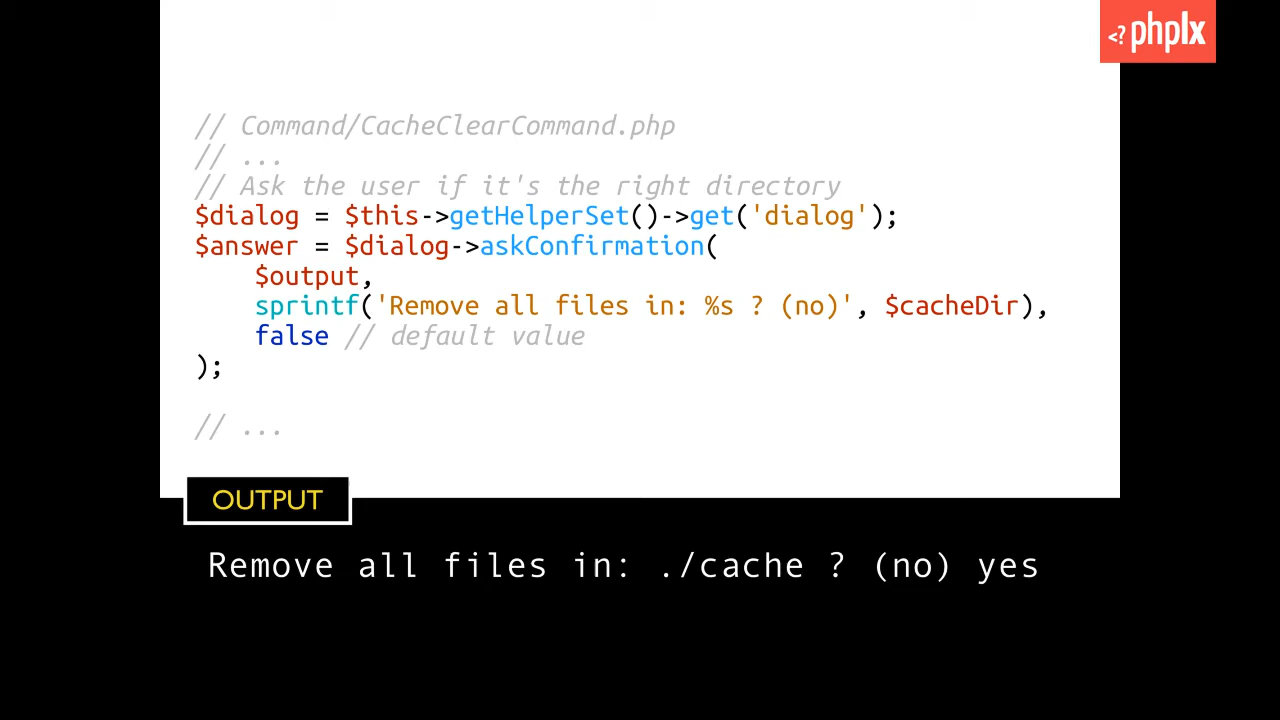 <? phplx
// Command/CacheClearCommand.php
// ...
// Ask the user if it's the right directory
$dialog = $this->getHelperSet()->get('dialog');
$answer = $dialog->askConfirmation(
    $output,
    sprintf('Remove all files in: %s ? (no)', $cacheDir),
    false // default value
);
// ...
OUTPUT
Remove all files in: ./cache ? (no) yes